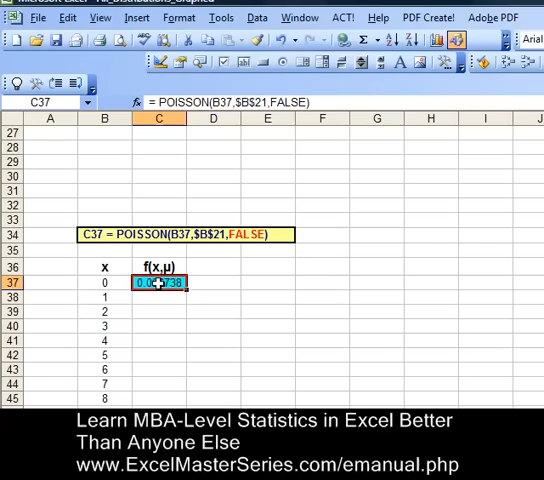 Microsoft Excel - All_Distributions_Graphed
File Edit View Insert Format Tools Data Window ACT! Help PDF Create! Adobe PDF
Arial
C37 fx = POISSON(B37,$B$21,FALSE)
A B C D E F G H I J
27
28
29
30
31
32
33
34 C37 = POISSON(B37,$B$21,FALSE)
35
36 x f(x,µ)
37 0
38 1
39 2
40 3
41 4
42 5
43 6
44 7
45 8
Learn MBA-Level Statistics in Excel Better
Than Anyone Else
www.ExcelMasterSeries.com/emanual.php